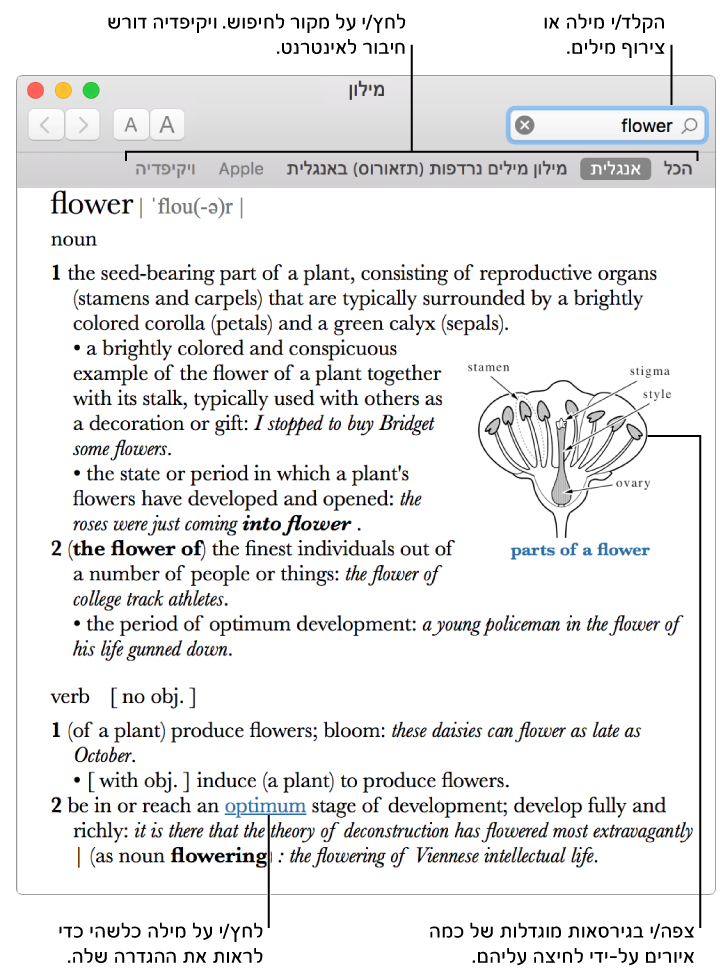 הקלד/י מילה או
צירוף מילים.
לחץ/י על מקור לחיפוש. ויקיפדיה דורש
חיבור לאינטרנט.
מילון
A A
flower
הכל אנגלית מילון מילים נרדפות (תזאורוס) באנגלית Apple ויקיפדיה
flower | ˈflou(-ə)r |
noun
1 the seed-bearing part of a plant, consisting of reproductive organs
(stamens and carpels) that are typically surrounded by a brightly
colored corolla (petals) and a green calyx (sepals).
• a brightly colored and conspicuous
example of the flower of a plant together
with its stalk, typically used with others as
a decoration or gift: I stopped to buy Bridget
some flowers.
• the state or period in which a plant's
flowers have developed and opened: the
roses were just coming into flower .
stamen
stigma
style
ovary
parts of a flower
2 (the flower of) the finest individuals out of
a number of people or things: the flower of
college track athletes.
• the period of optimum development: a young policeman in the flower of
his life gunned down.
verb [ no obj. ]
1 (of a plant) produce flowers; bloom: these daisies can flower as late as
October.
• [ with obj. ] induce (a plant) to produce flowers.
2 be in or reach an optimum stage of development; develop fully and
richly: it is there that the theory of deconstruction has flowered most extravagantly
| (as noun flowering) : the flowering of Viennese intellectual life.
צפה/י בגירסאות מוגדלות של כמה
איורים על-ידי לחיצה עליהם.
לחץ/י על מילה כלשהי כדי
לראות את ההגדרה שלה.